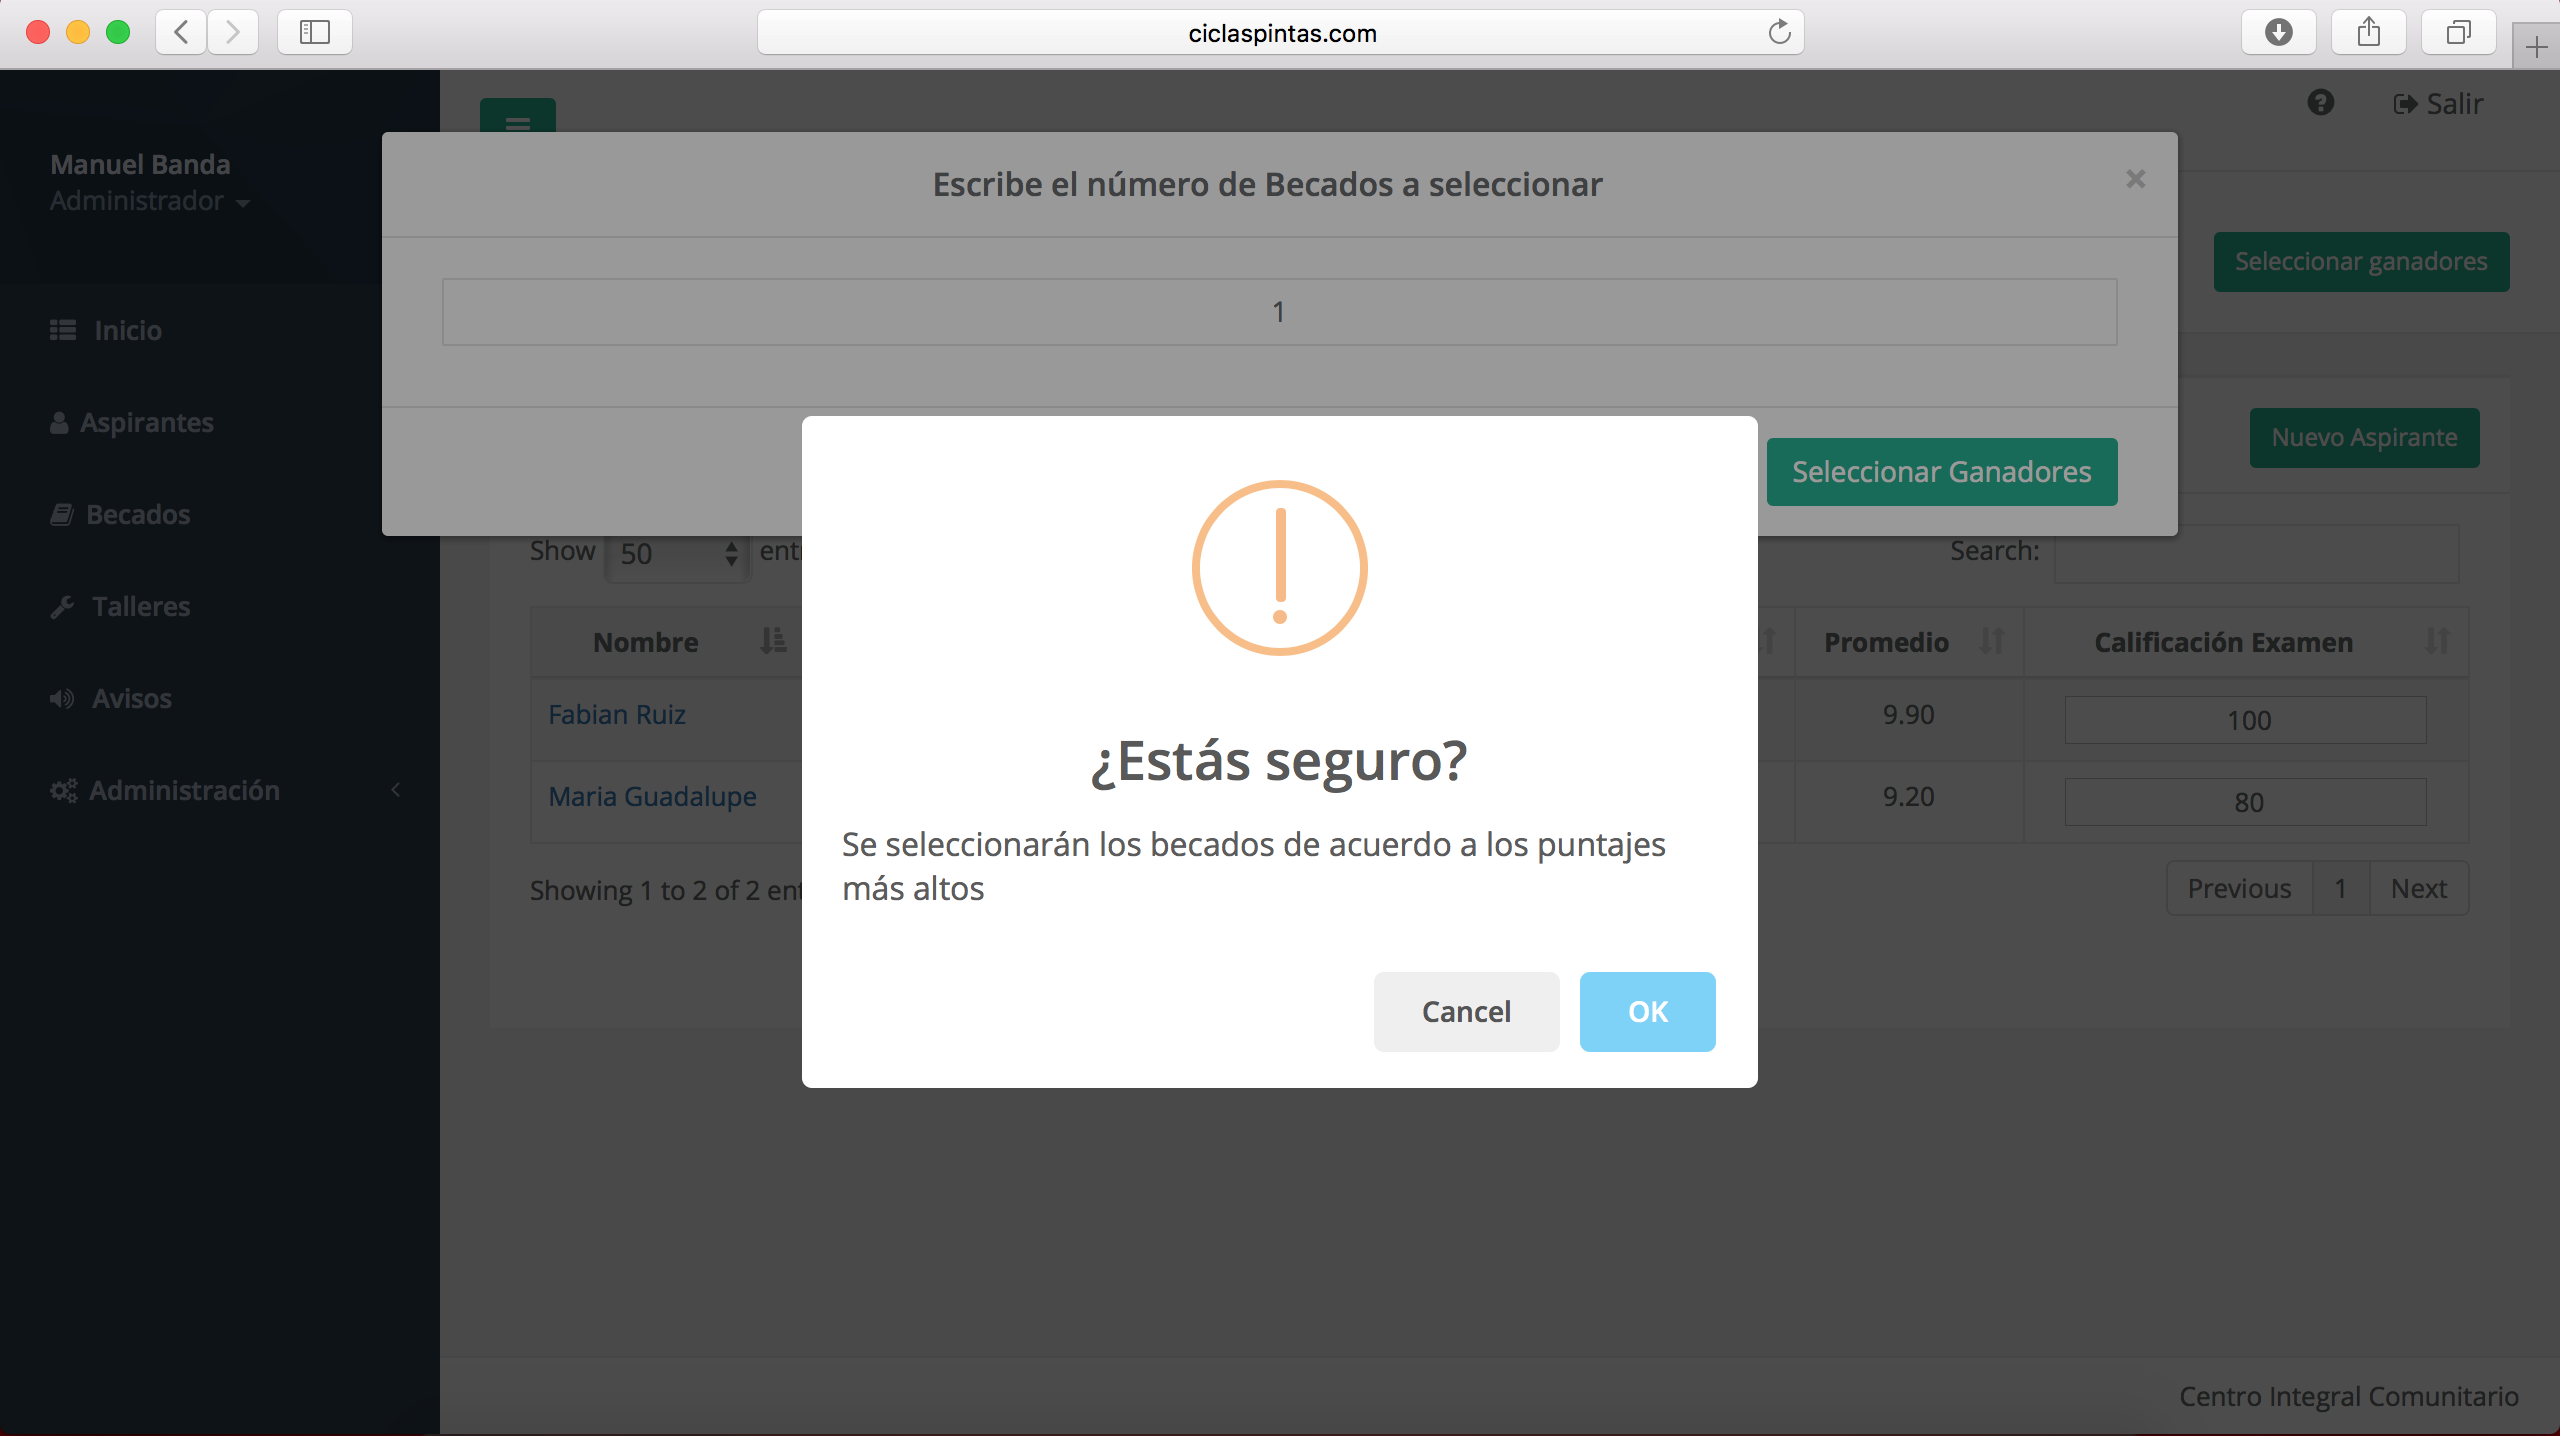 ciclaspintas.com
Manuel Banda
Administrador
Salir
Escribe el número de Becados a seleccionar
×
Seleccionar ganadores
1
Inicio
Aspirantes
Becados
Talleres
Avisos
Administración
Nuevo Aspirante
Seleccionar Ganadores
Show 50
Search:
Nombre Promedio Calificación Examen
Fabian Ruiz 9.90 100
Maria Guadalupe 9.20 80
Showing 1 to 2 of 2
Previous 1 Next
¿Estás seguro?
Se seleccionarán los becados de acuerdo a los puntajes
más altos
Cancel OK
Centro Integral Comunitario